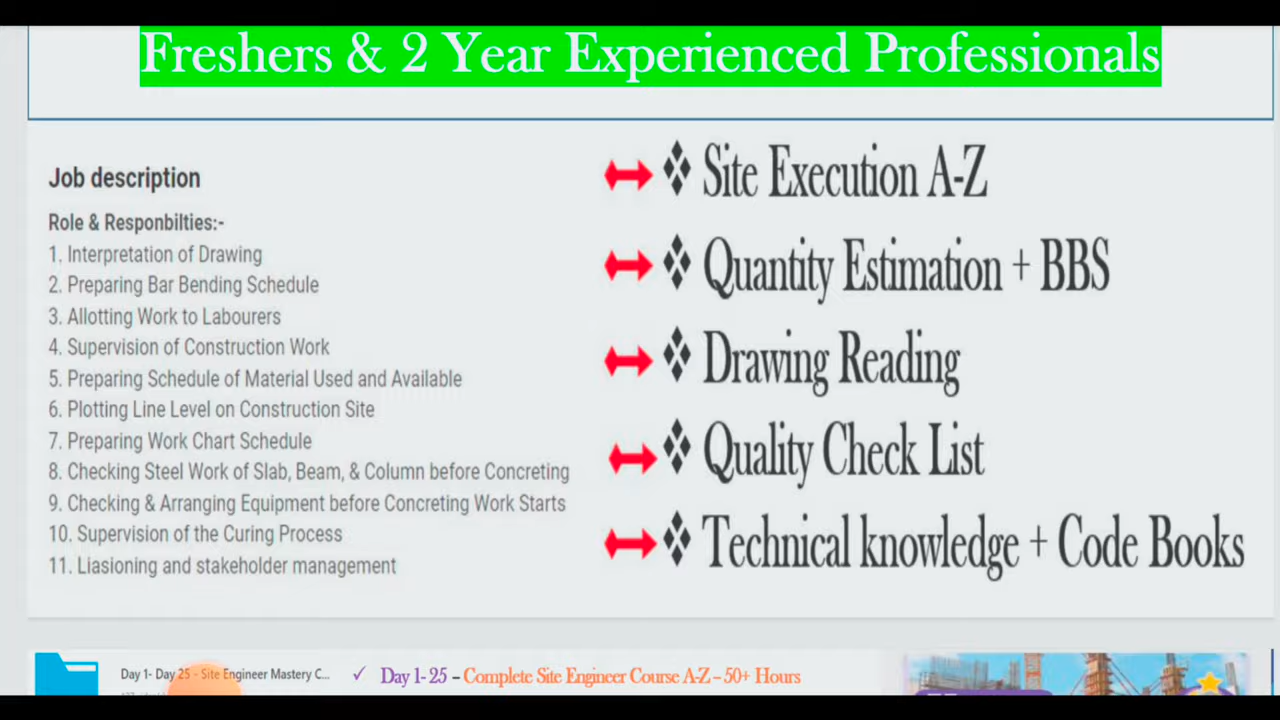 Freshers & 2 Year Experienced Professionals
Job description
Role & Responbilties:-
1. Interpretation of Drawing
2. Preparing Bar Bending Schedule
3. Allotting Work to Labourers
4. Supervision of Construction Work
5. Preparing Schedule of Material Used and Available
6. Plotting Line Level on Construction Site
7. Preparing Work Chart Schedule
8. Checking Steel Work of Slab, Beam, & Column before Concreting
9. Checking & Arranging Equipment before Concreting Work Starts
10. Supervision of the Curing Process
11. Liasioning and stakeholder management
❖ Site Execution A-Z
❖ Quantity Estimation + BBS
❖ Drawing Reading
❖ Quality Check List
❖ Technical knowledge + Code Books
Day 1- Day 25 - Site Engineer Mastery C...
✓ Day 1- 25 – Complete Site Engineer Course A-Z – 50+ Hours